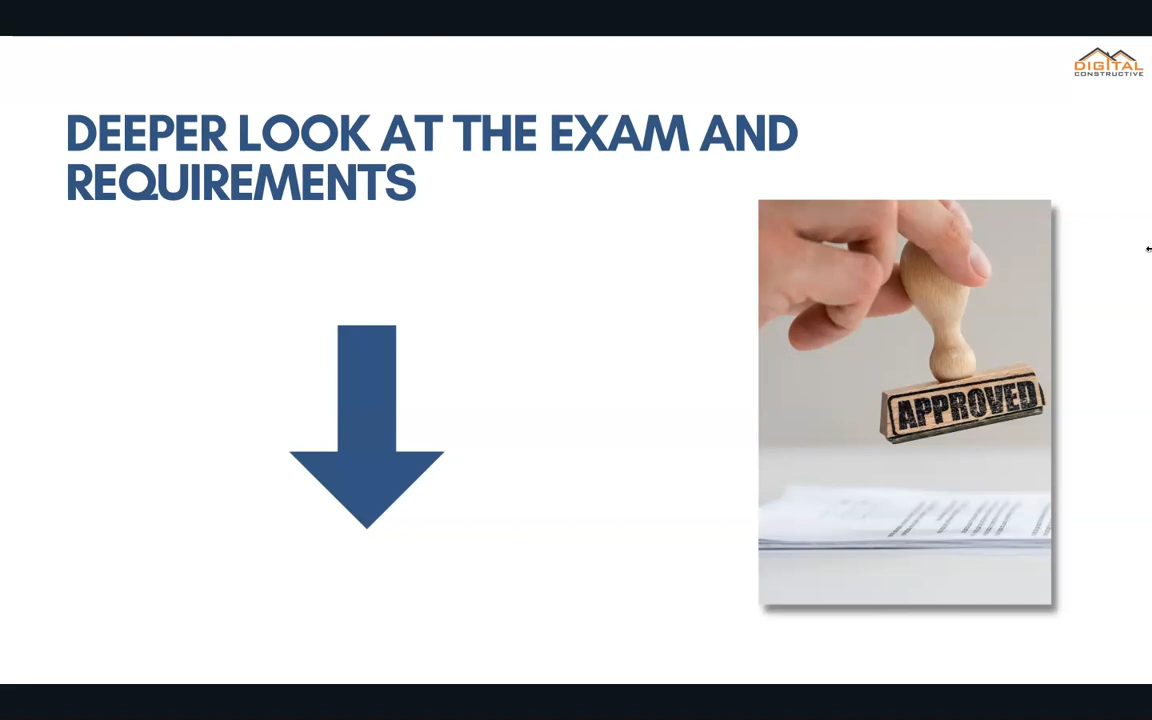 DIGITAL
CONSTRUCTIVE
DEEPER LOOK AT THE EXAM AND
REQUIREMENTS
APPROVED